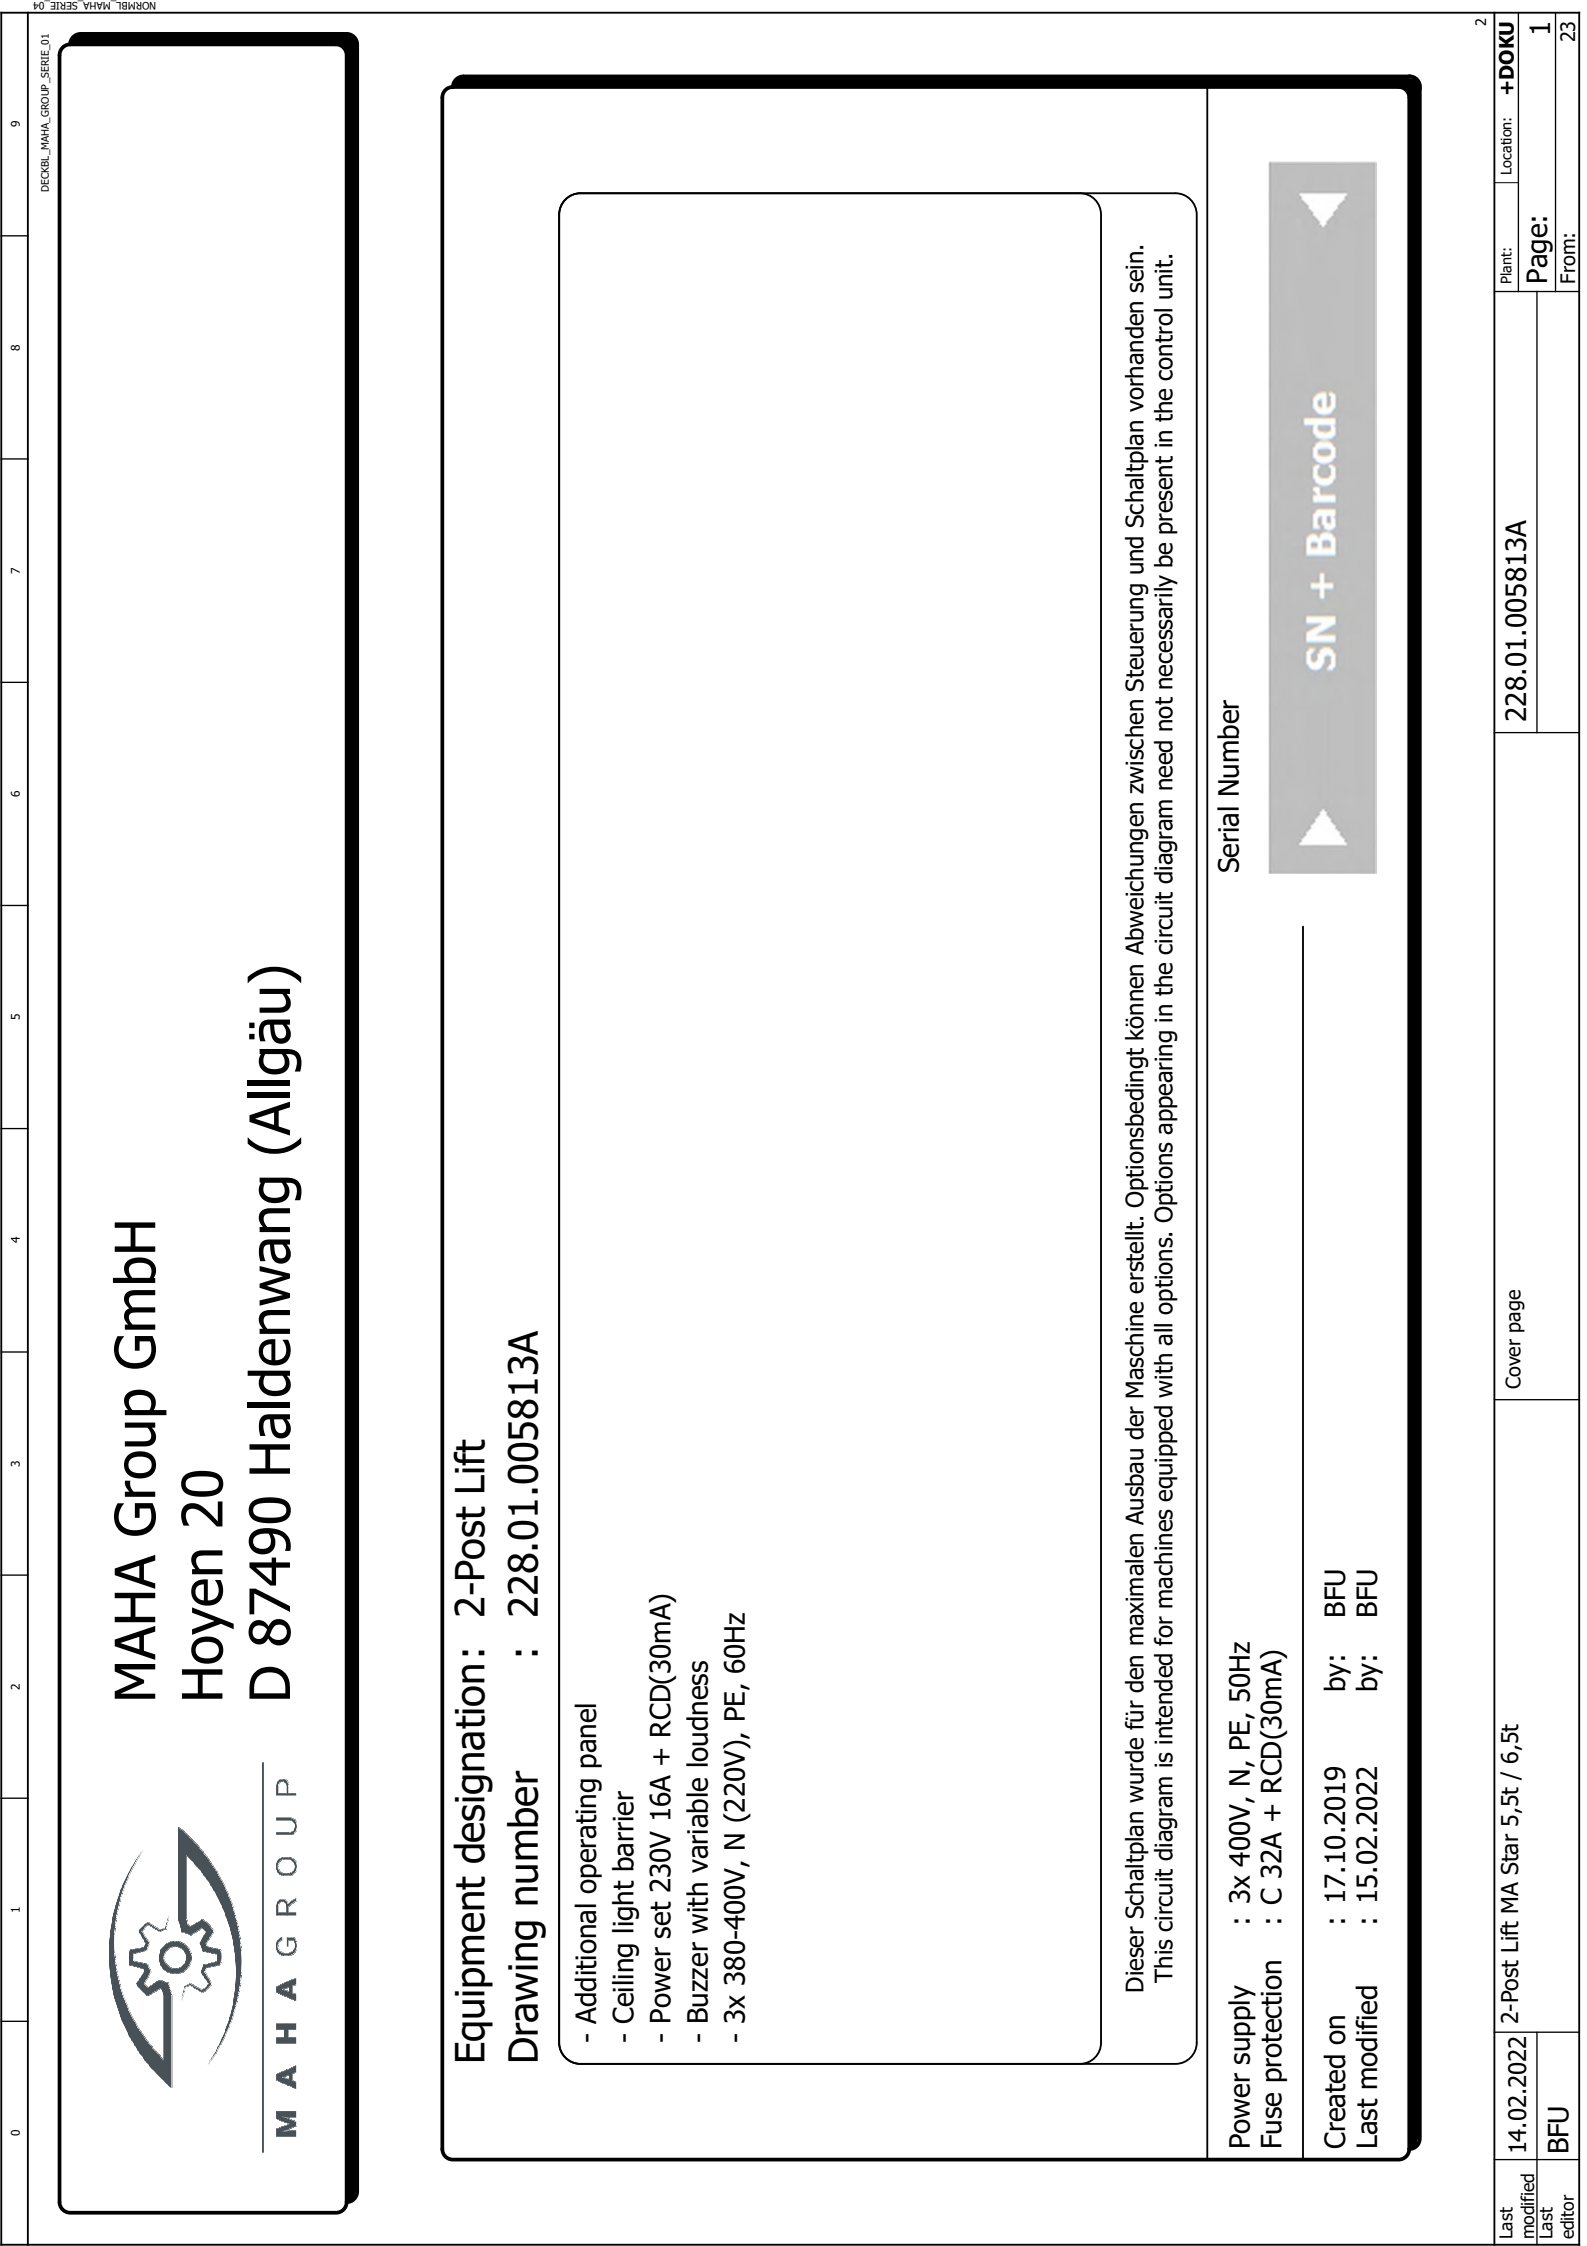 NORMBL_MAHA_SERIE_04
0 1 2 3 4 5 6 7 8 9
DECKBL_MAHA_GROUP_SERIE_01
MAHA GROUP
MAHA Group GmbH
Hoyen 20
D 87490 Haldenwang (Allgäu)
Equipment designation: 2-Post Lift
Drawing number : 228.01.005813A
- Additional operating panel
- Ceiling light barrier
- Power set 230V 16A + RCD(30mA)
- Buzzer with variable loudness
- 3x 380-400V, N (220V), PE, 60Hz
Dieser Schaltplan wurde für den maximalen Ausbau der Maschine erstellt. Optionsbedingt können Abweichungen zwischen Steuerung und Schaltplan vorhanden sein.
This circuit diagram is intended for machines equipped with all options. Options appearing in the circuit diagram need not necessarily be present in the control unit.
Power supply : 3x 400V, N, PE, 50Hz
Fuse protection : C 32A + RCD(30mA)
Serial Number
SN + Barcode
Created on : 17.10.2019 by: BFU
Last modified : 15.02.2022 by: BFU
2
Last modified 14.02.2022
Last editor BFU
2-Post Lift MA Star 5,5t / 6,5t
Cover page
228.01.005813A
Plant: Location: +DOKU
Page: 1
From: 23